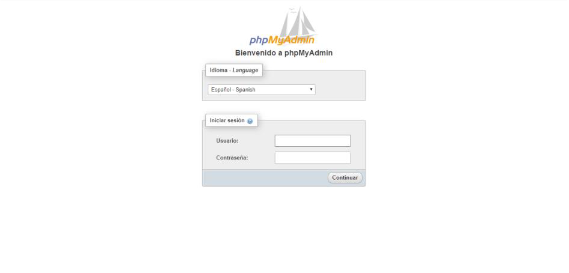 phpMyAdmin
Bienvenido a phpMyAdmin
Idioma - Language
Español - Spanish
Iniciar sesión
Usuario:
Contraseña:
Continuar